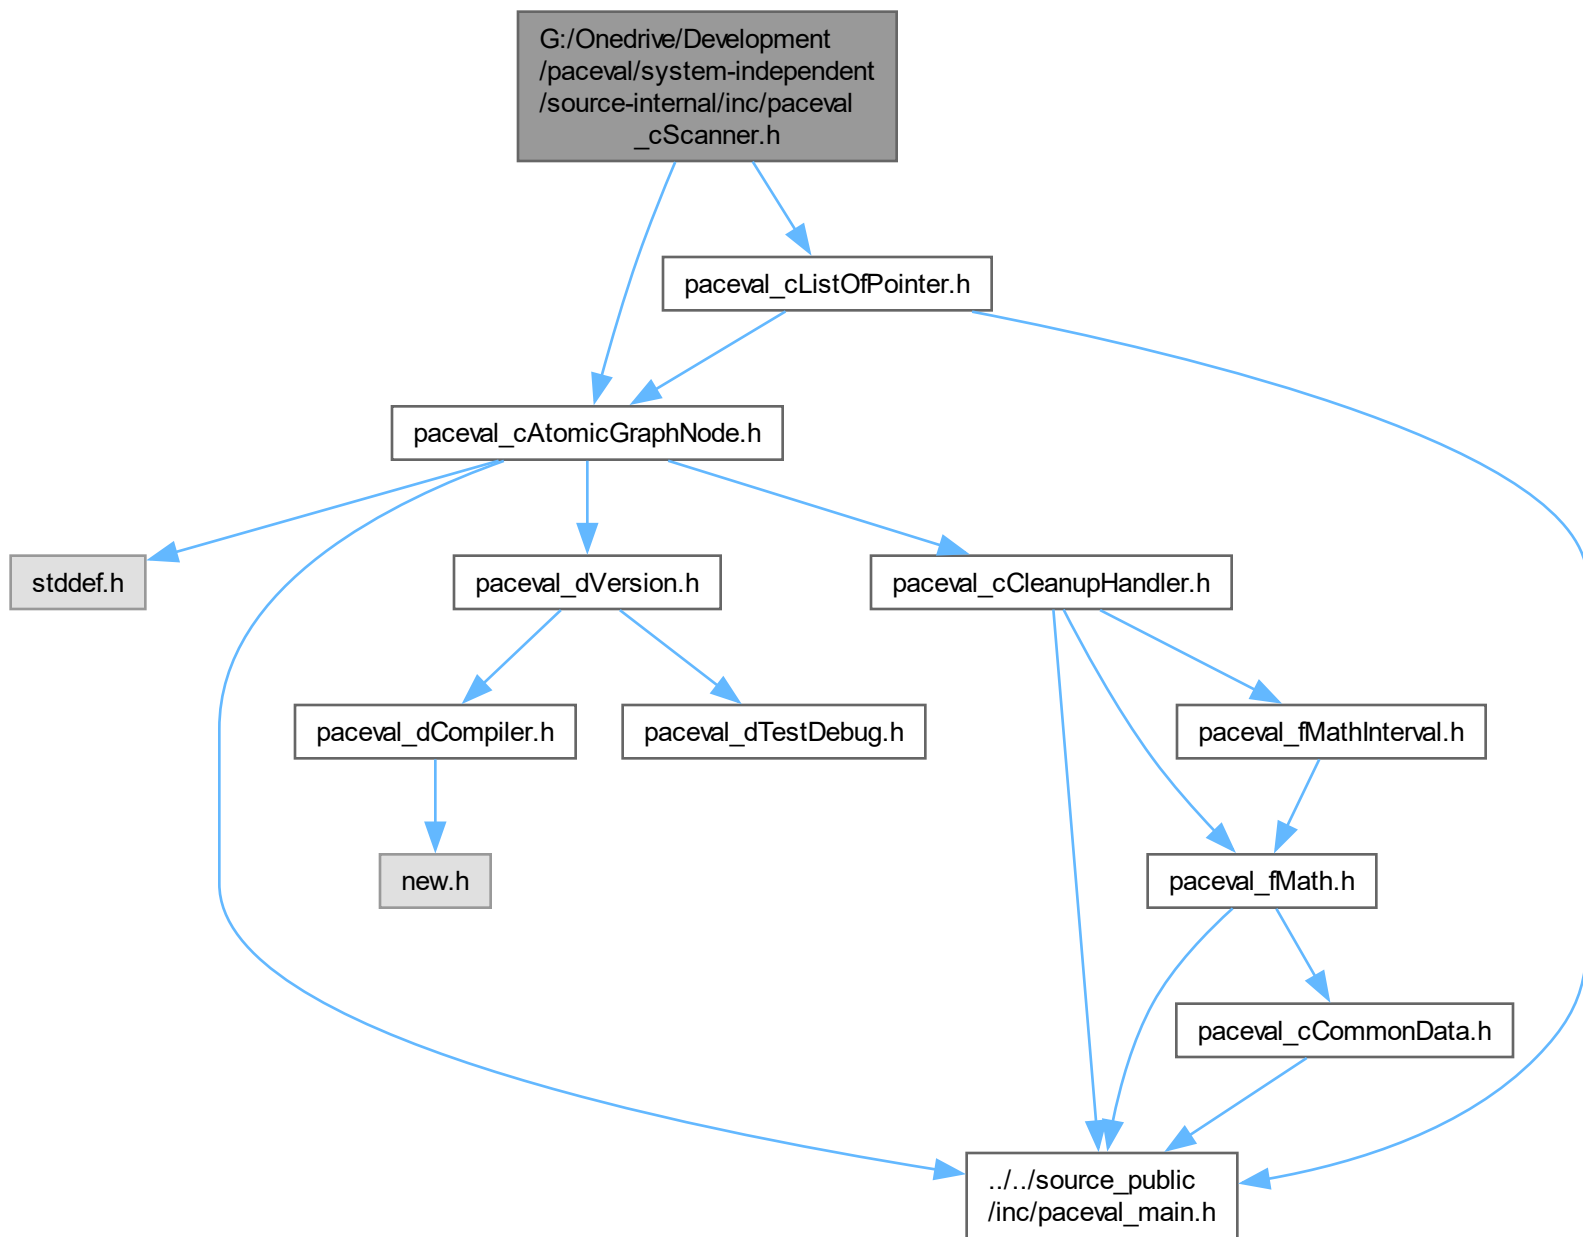 G:/Onedrive/Development
/paceval/system-independent
/source-internal/inc/paceval
_cScanner.h
paceval_cListOfPointer.h
paceval_cAtomicGraphNode.h
stddef.h
paceval_dVersion.h
paceval_cCleanupHandler.h
paceval_dCompiler.h
paceval_dTestDebug.h
paceval_fMathInterval.h
new.h
paceval_fMath.h
paceval_cCommonData.h
../../source_public
/inc/paceval_main.h